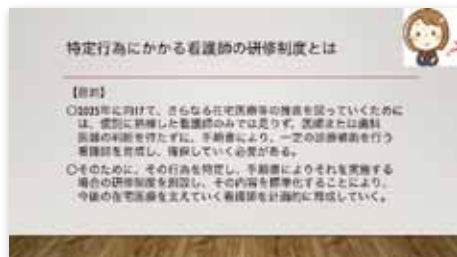 特定行為にかかる看護師の研修制度とは
【目的】
○2025年に向けて、さらなる在宅医療等の推進を図っていくために
は、個別に熟練した看護師のみでは足りず、医師または歯科
医師の判断を待たずに、手順書により、一定の診療補助を行う
看護師を育成し、確保していく必要がある。
○そのために、その行為を特定し、手順書によりそれを実施する
場合の研修制度を創設し、その内容を標準化することにより、
今後の在宅医療を支えていく看護師を計画的に育成していく。